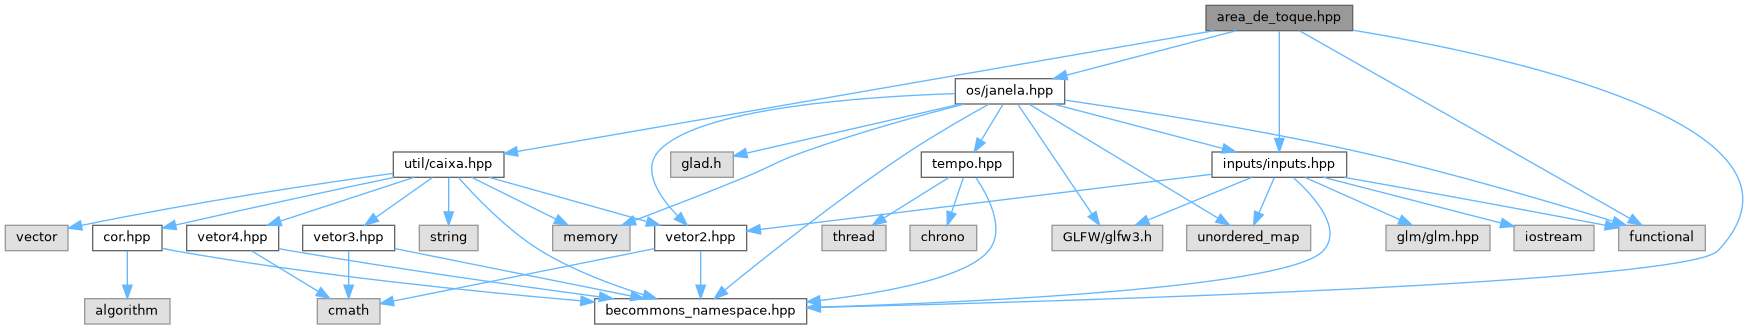 area_de_toque.hpp
os/janela.hpp
util/caixa.hpp
glad.h
tempo.hpp
inputs/inputs.hpp
vector
cor.hpp
vetor4.hpp
vetor3.hpp
string
memory
vetor2.hpp
thread
chrono
GLFW/glfw3.h
unordered_map
glm/glm.hpp
iostream
functional
algorithm
cmath
becommons_namespace.hpp